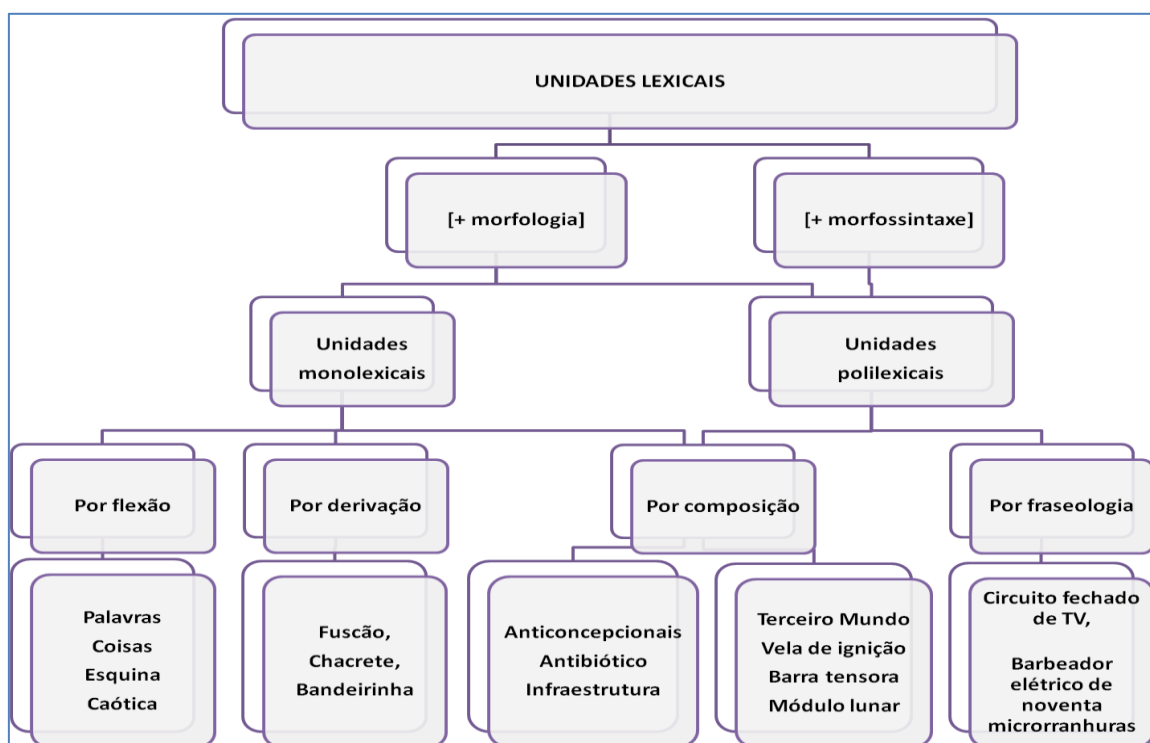 UNIDADES LEXICAIS
[+ morfologia]
[+ morfossintaxe]
Unidades
monolexicais
Unidades
polilexicais
Por flexão
Por derivação
Por composição
Por fraseologia
Palavras
Coisas
Esquina
Caótica
Fuscão,
Chacrete,
Bandeirinha
Anticoncepcionais
Antibiótico
Infraestrutura
Terceiro Mundo
Vela de ignição
Barra tensora
Módulo lunar
Circuito fechado
de TV,
Barbeador
elétrico de
noventa
microrranhuras